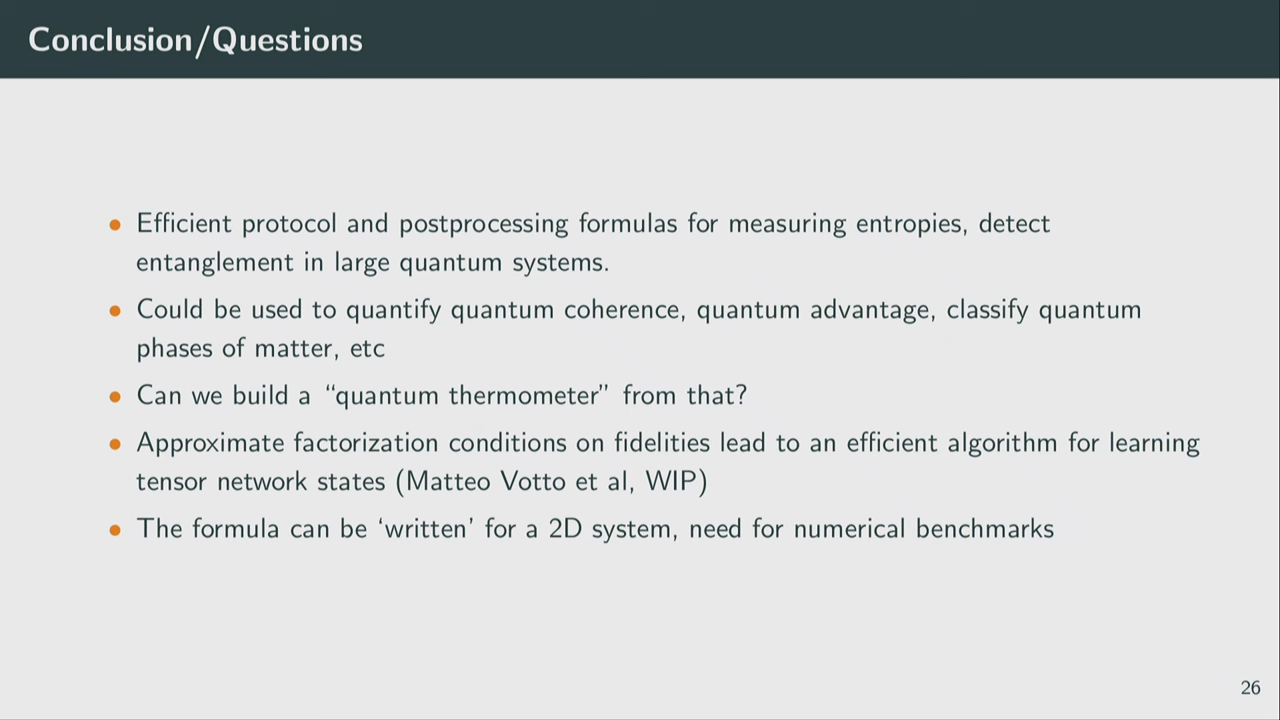 Conclusion/Questions
• Efficient protocol and postprocessing formulas for measuring entropies, detect
entanglement in large quantum systems.
• Could be used to quantify quantum coherence, quantum advantage, classify quantum
phases of matter, etc
• Can we build a “quantum thermometer” from that?
• Approximate factorization conditions on fidelities lead to an efficient algorithm for learning
tensor network states (Matteo Votto et al, WIP)
• The formula can be ‘written’ for a 2D system, need for numerical benchmarks
26